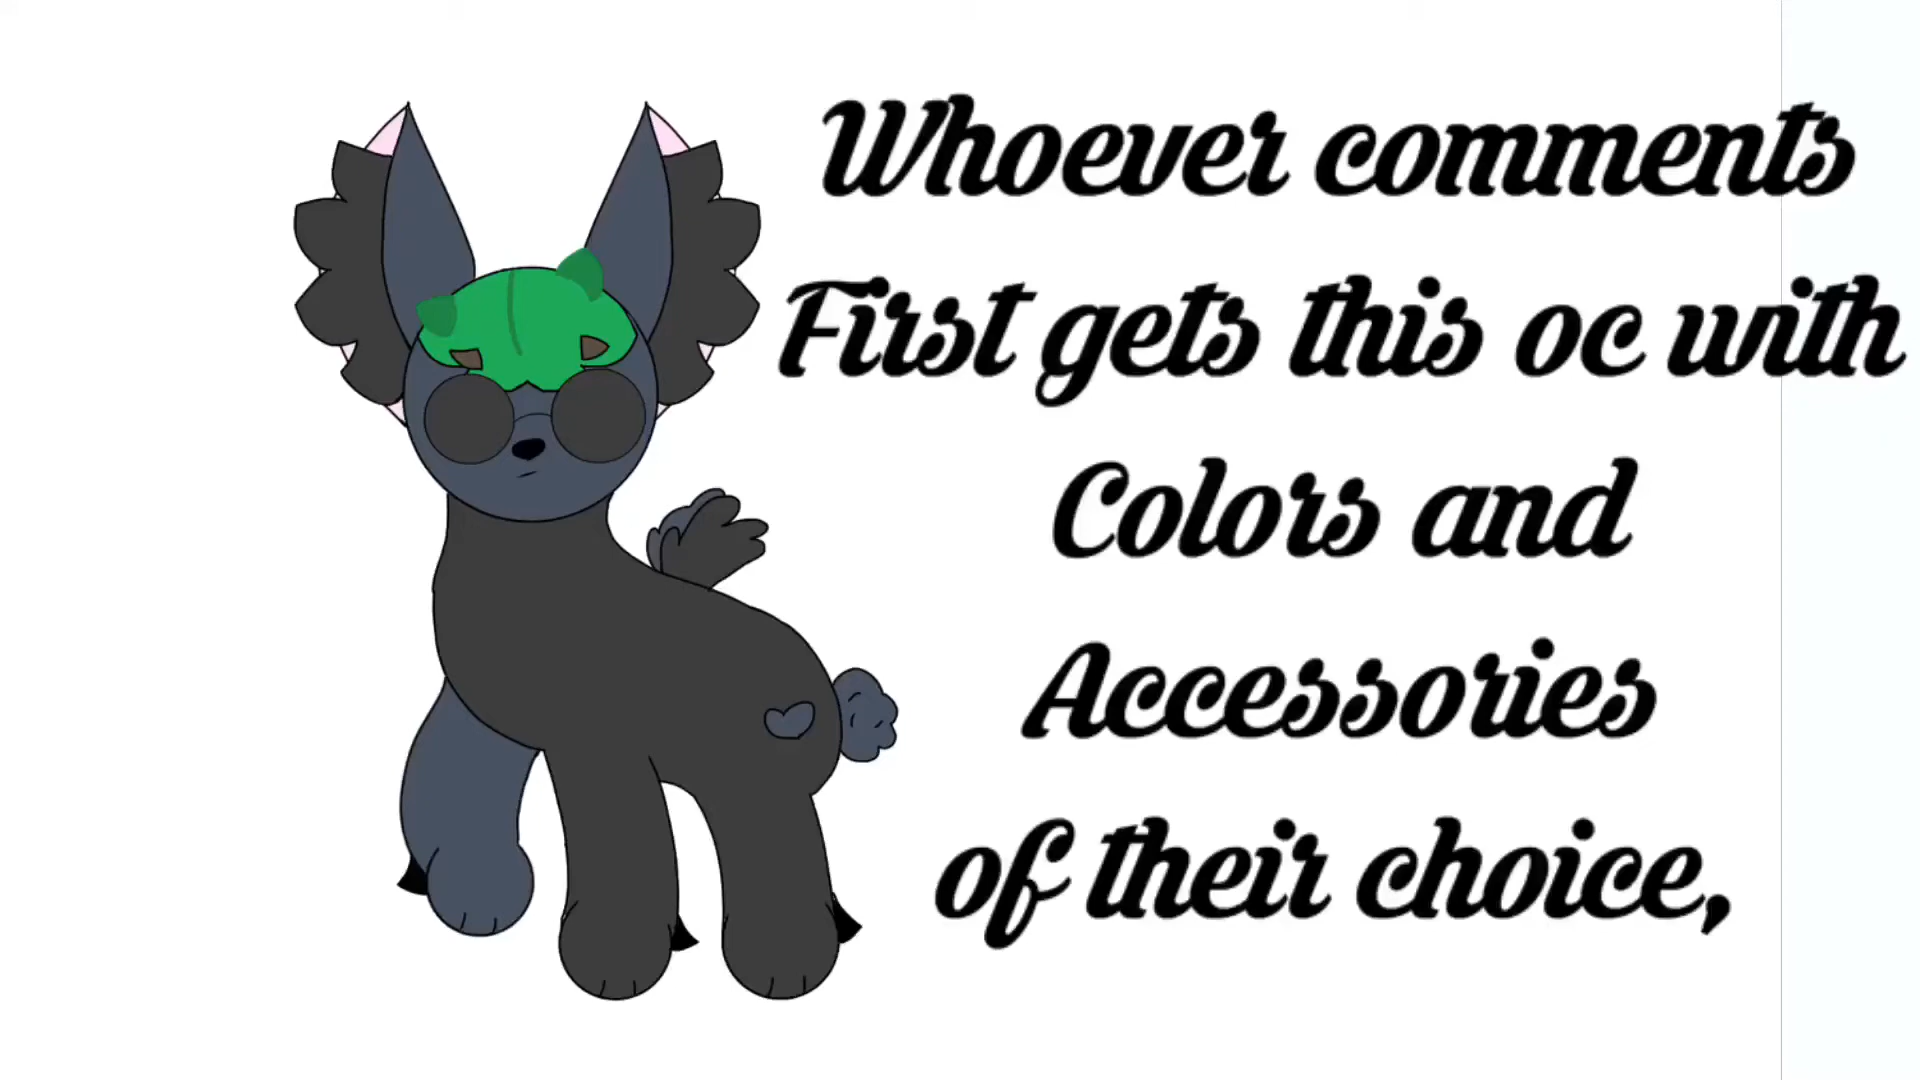 Whoever comments
First gets this oc with
Colors and
Accessories
of their choice,